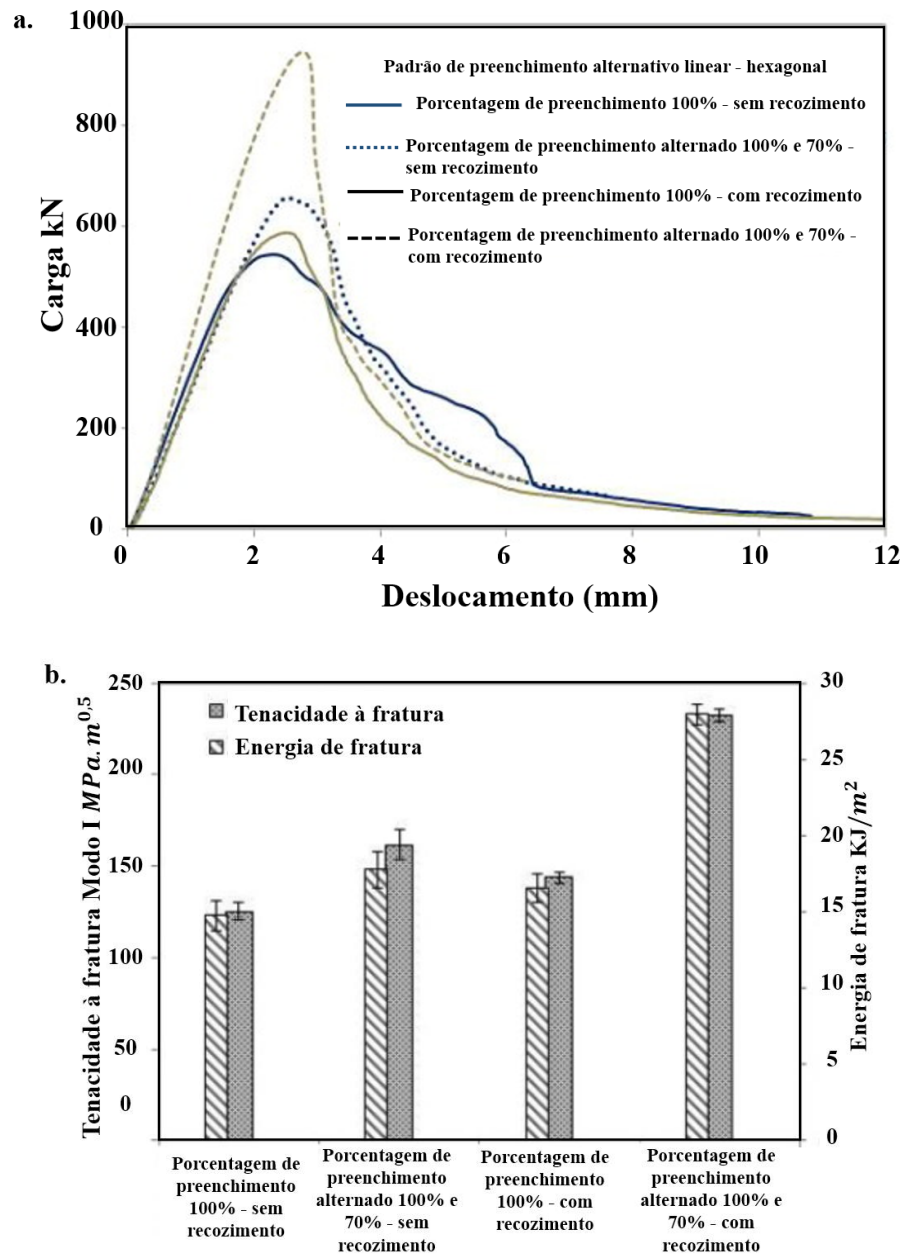 a.
1000
800
600
400
200
0
Carga kN
Padrão de preenchimento alternativo linear - hexagonal
Porcentagem de preenchimento 100% - sem recozimento
Porcentagem de preenchimento alternado 100% e 70% -
sem recozimento
Porcentagem de preenchimento 100% - com recozimento
Porcentagem de preenchimento alternado 100% e 70% -
com recozimento
0 2 4 6 8 10 12
Deslocamento (mm)
b.
250
200
150
100
50
0
Tenacidade à fratura Modo I MPa. m^0,5
Tenacidade à fratura
Energia de fratura
30
25
20
15
10
5
0
Energia de fratura KJ/m²
Porcentagem de
preenchimento
100% - sem
recozimento
Porcentagem de
preenchimento
alternado 100% e
70% - sem
recozimento
Porcentagem de
preenchimento
100% - com
recozimento
Porcentagem de
preenchimento
alternado 100% e
70% - com
recozimento